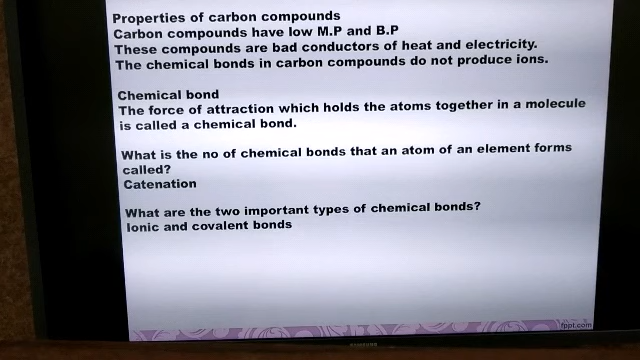 Properties of carbon compounds
Carbon compounds have low M.P and B.P
These compounds are bad conductors of heat and electricity.
The chemical bonds in carbon compounds do not produce ions.
Chemical bond
The force of attraction which holds the atoms together in a molecule
is called a chemical bond.
What is the no of chemical bonds that an atom of an element forms
called?
Catenation
What are the two important types of chemical bonds?
Ionic and covalent bonds
fppt.com
SAMSUNG